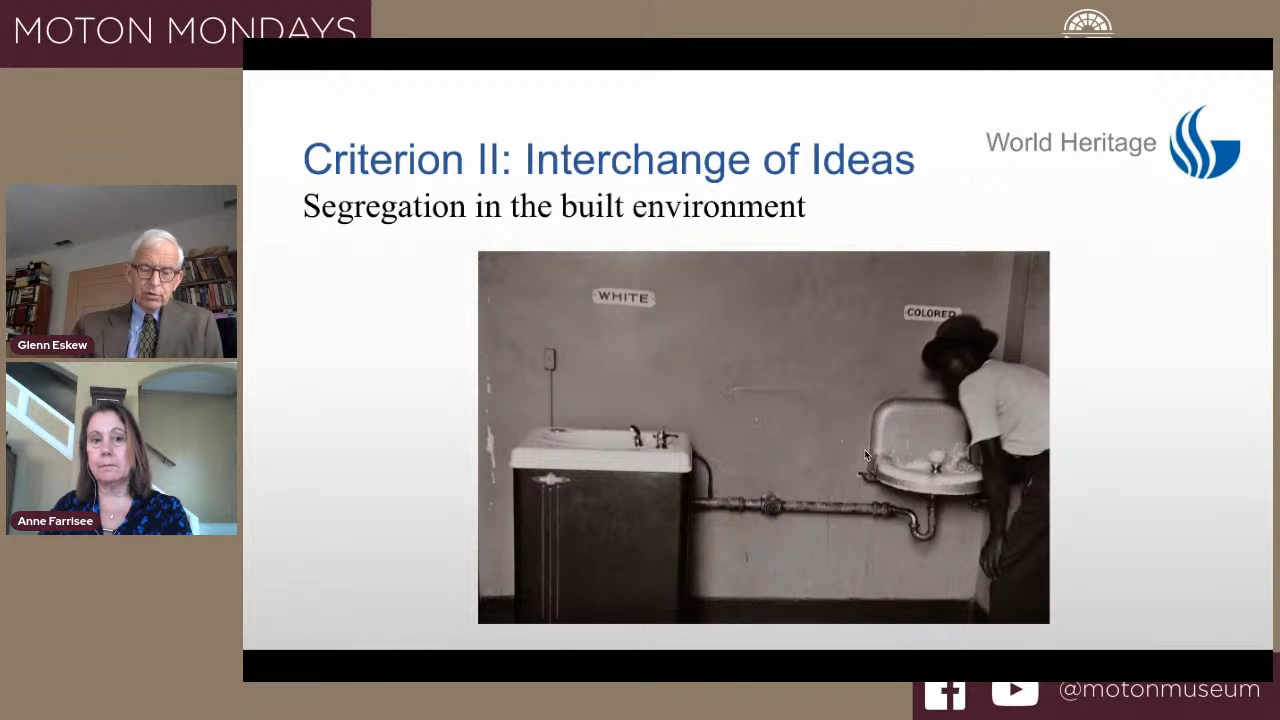 MOTON MONDAYS
World Heritage
Criterion II: Interchange of Ideas
Segregation in the built environment
WHITE
COLORED
Glenn Eskew
Anne Farrisee
@motonmuseum